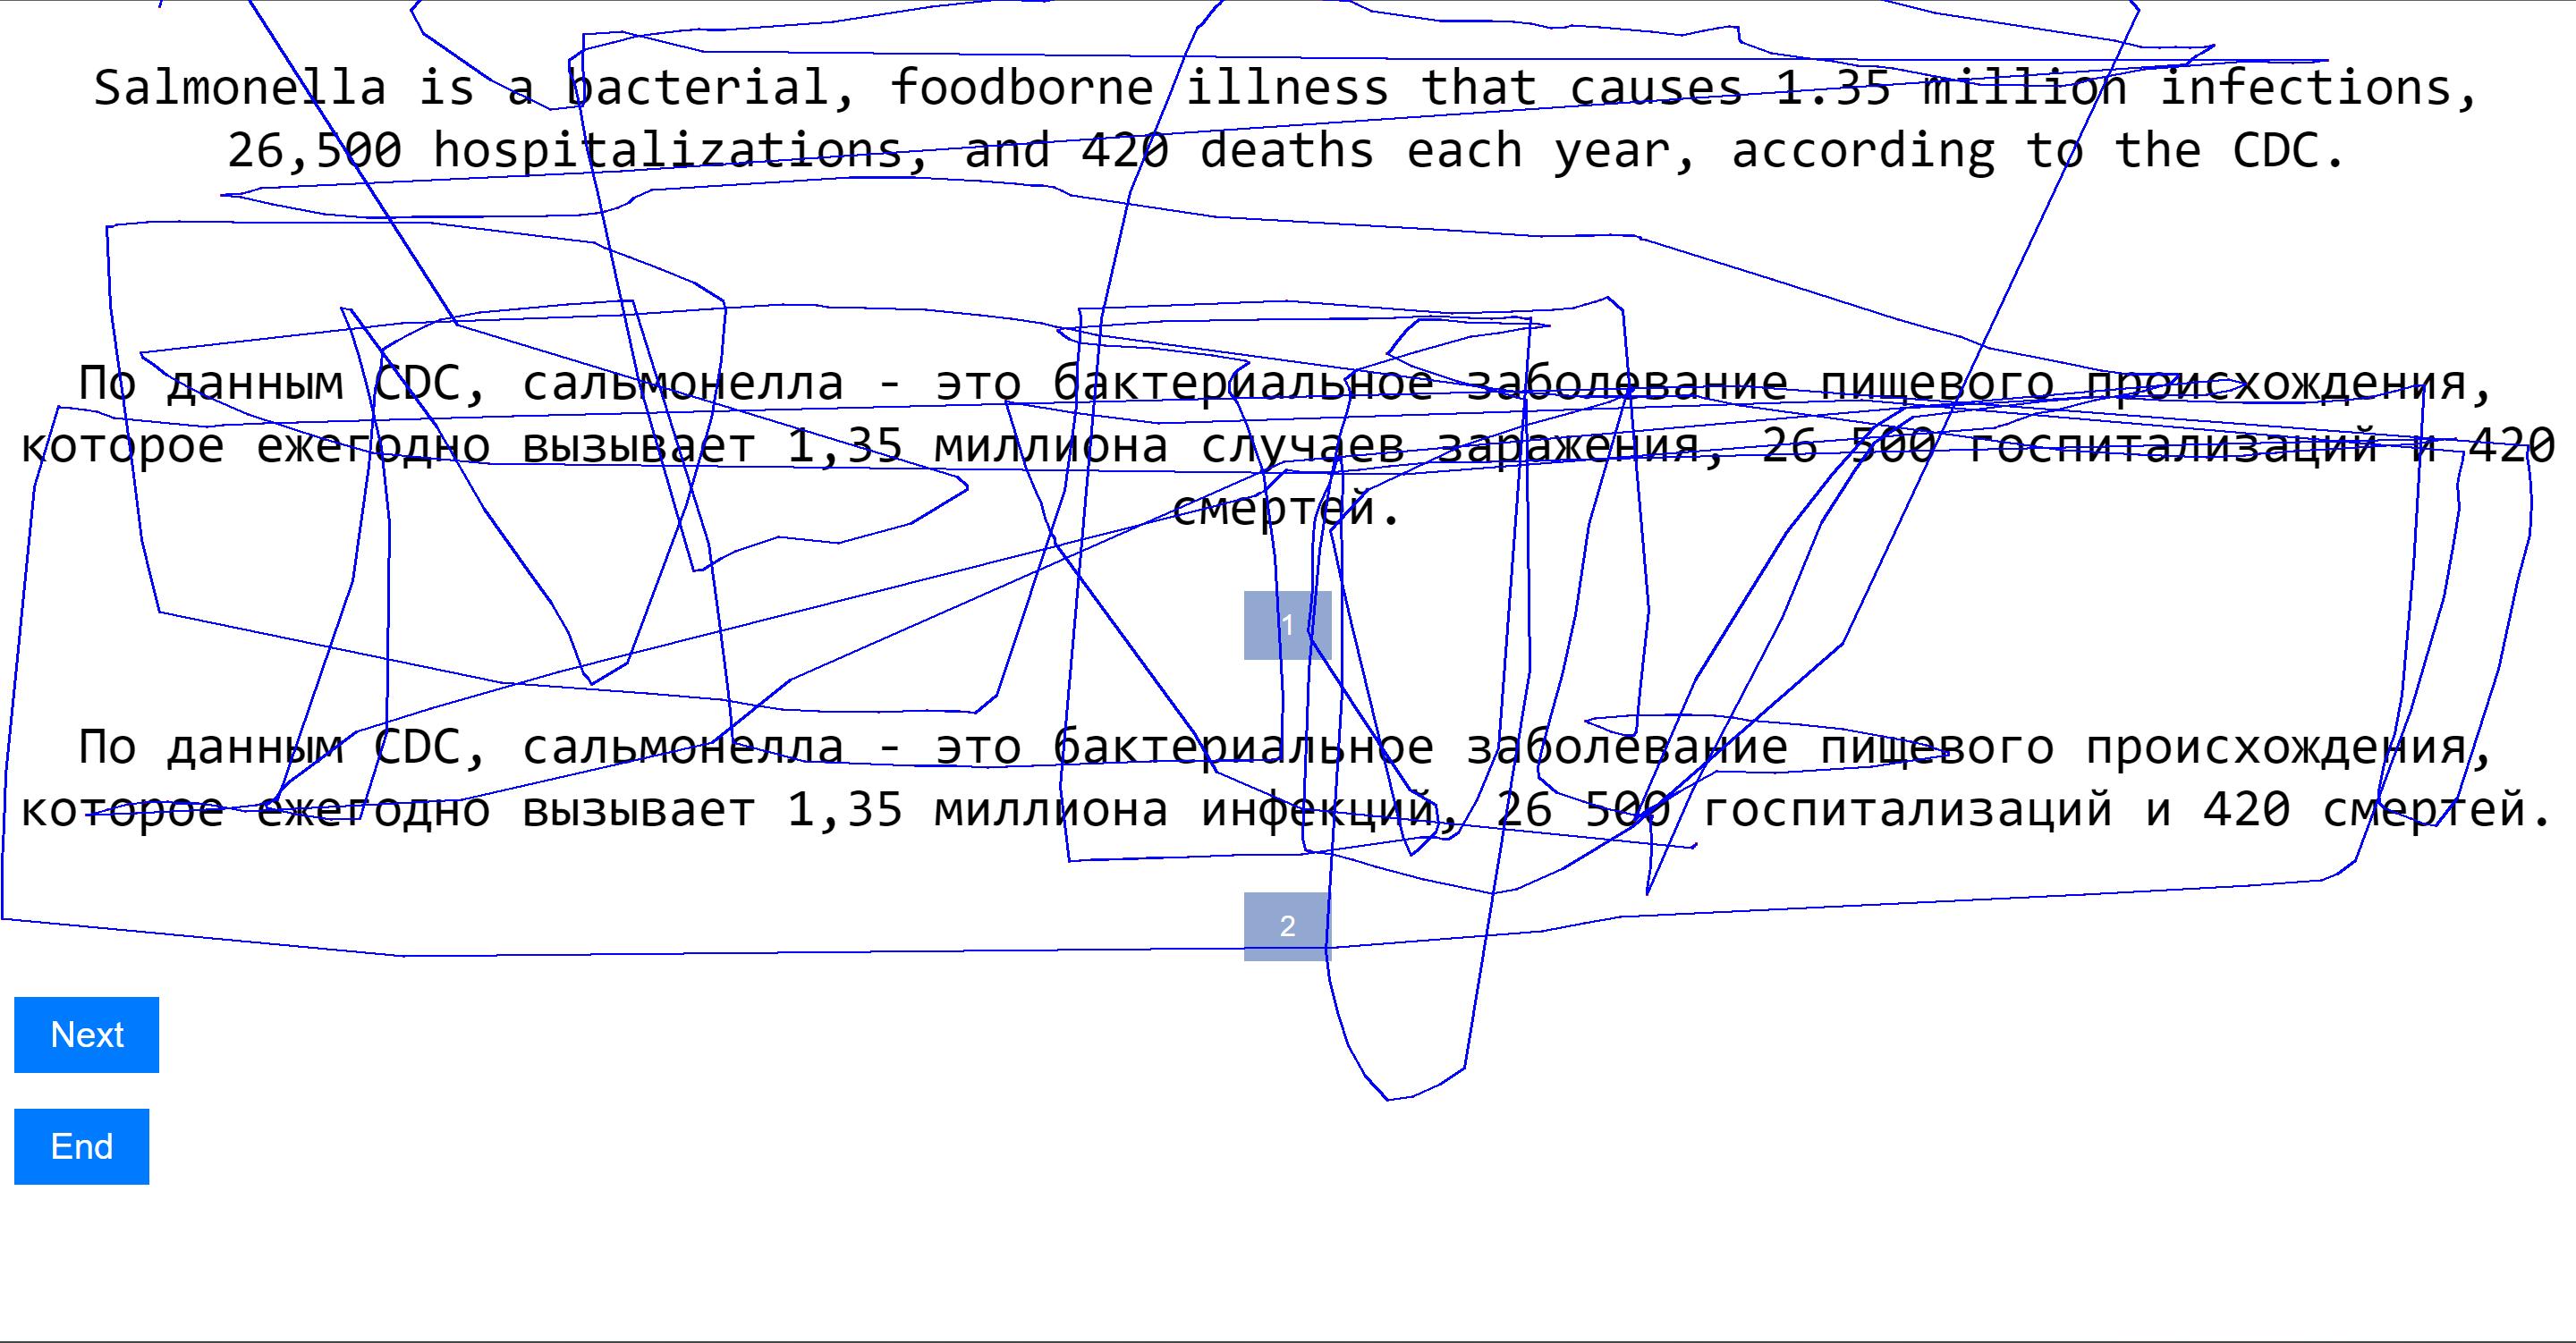 Salmonella is a bacterial, foodborne illness that causes 1.35 million infections,
26,500 hospitalizations, and 420 deaths each year, according to the CDC.
По данным CDC, сальмонелла - это бактериальное заболевание пищевого происхождения,
которое ежегодно вызывает 1,35 миллиона случаев заражения, 26 500 госпитализаций и 420
смертей.
1
По данным CDC, сальмонелла - это бактериальное заболевание пищевого происхождения,
которое ежегодно вызывает 1,35 миллиона инфекций, 26 500 госпитализаций и 420 смертей.
2
Next
End